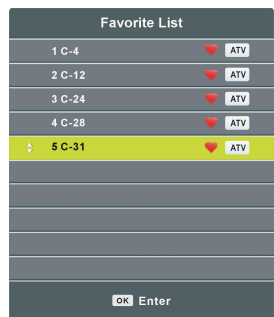 Favorite List
1 C-4 ATV
2 C-12 ATV
3 C-24 ATV
4 C-28 ATV
5 C-31 ATV
OK Enter